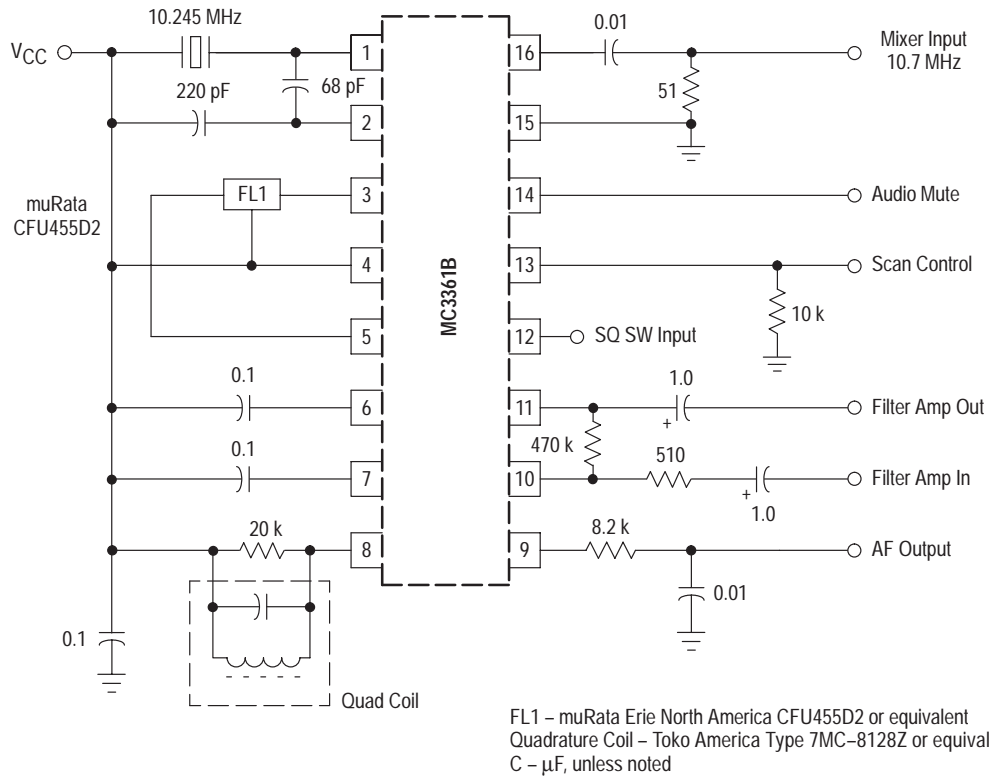 10.245 MHz
VCC
220 pF
68 pF
1
2
muRata
CFU455D2
FL1
3
4
5
0.1
6
0.1
7
20 k
8
0.1
Quad Coil
MC3361B
16
0.01
Mixer Input
10.7 MHz
51
15
14
Audio Mute
13
Scan Control
10 k
12
SQ SW Input
11
1.0
+
Filter Amp Out
470 k
10
510
+
1.0
Filter Amp In
9
8.2 k
AF Output
0.01
FL1 – muRata Erie North America CFU455D2 or equivalent
Quadrature Coil – Toko America Type 7MC–8128Z or equival
C – µF, unless noted